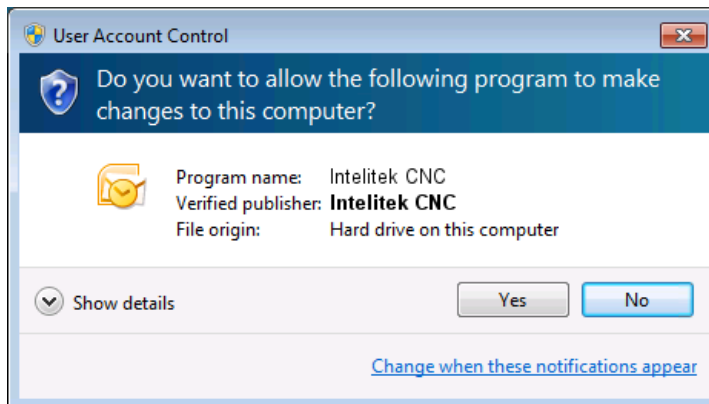 User Account Control
Do you want to allow the following program to make
changes to this computer?
Program name: Intelitek CNC
Verified publisher: Intelitek CNC
File origin: Hard drive on this computer
Show details
Yes
No
Change when these notifications appear